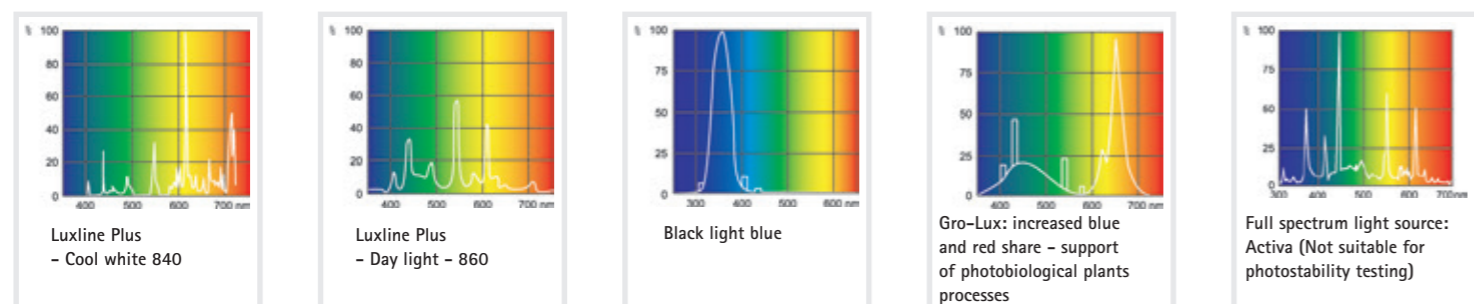 %
100
80
60
40
20
0
400 500 600 700 nm
Luxline Plus
– Cool white 840
%
100
80
60
40
20
0
400 500 600 700 nm
Luxline Plus
– Day light – 860
%
100
75
50
25
0
300 400 500 600
Black light blue
%
100
75
50
25
0
400 500 600 700 nm
Gro-Lux: increased blue
and red share – support
of photobiological plants
processes
%
100
75
50
25
0
300 400 500 600 700 nm
Full spectrum light source:
Activa (Not suitable for
photostability testing)